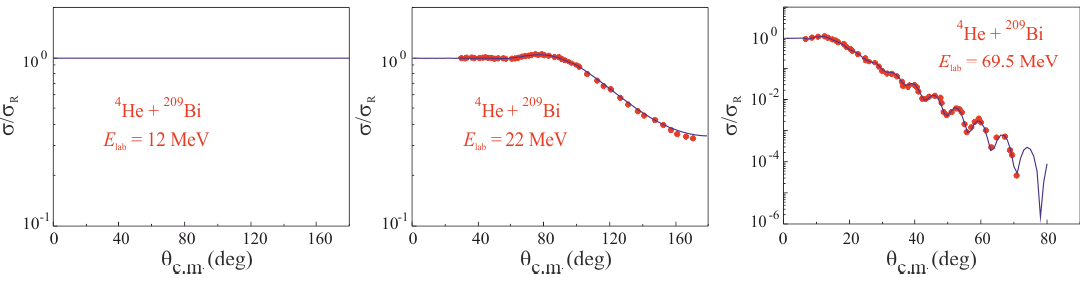 σ/σ_R
10^0
10^-1
^4He + ^209Bi
E_lab = 12 MeV
0 40 80 120 160
θ_c.m. (deg)
σ/σ_R
10^0
10^-1
^4He + ^209Bi
E_lab = 22 MeV
0 40 80 120 160
θ_c.m. (deg)
σ/σ_R
10^0
10^-2
10^-4
10^-6
^4He + ^209Bi
E_lab = 69.5 MeV
0 20 40 60 80
θ_c.m. (deg)